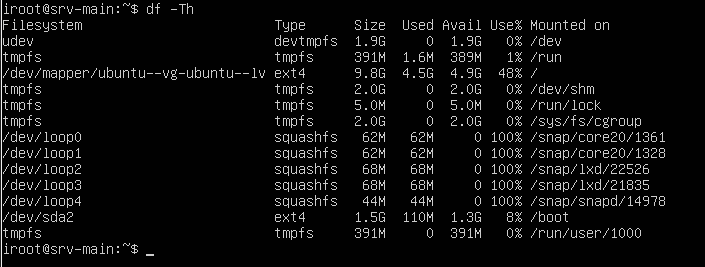 iroot@srv-main:~$ df -Th
Filesystem Type Size Used Avail Use% Mounted on
udev devtmpfs 1.9G 0 1.9G 0% /dev
tmpfs tmpfs 391M 1.6M 389M 1% /run
/dev/mapper/ubuntu--vg-ubuntu--lv ext4 9.8G 4.5G 4.9G 48% /
tmpfs tmpfs 2.0G 0 2.0G 0% /dev/shm
tmpfs tmpfs 5.0M 0 5.0M 0% /run/lock
tmpfs tmpfs 2.0G 0 2.0G 0% /sys/fs/cgroup
/dev/loop0 squashfs 62M 62M 0 100% /snap/core20/1361
/dev/loop1 squashfs 62M 62M 0 100% /snap/core20/1328
/dev/loop2 squashfs 68M 68M 0 100% /snap/lxd/22526
/dev/loop3 squashfs 68M 68M 0 100% /snap/lxd/21835
/dev/loop4 squashfs 44M 44M 0 100% /snap/snapd/14978
/dev/sda2 ext4 1.5G 110M 1.3G 8% /boot
tmpfs tmpfs 391M 0 391M 0% /run/user/1000
iroot@srv-main:~$ _